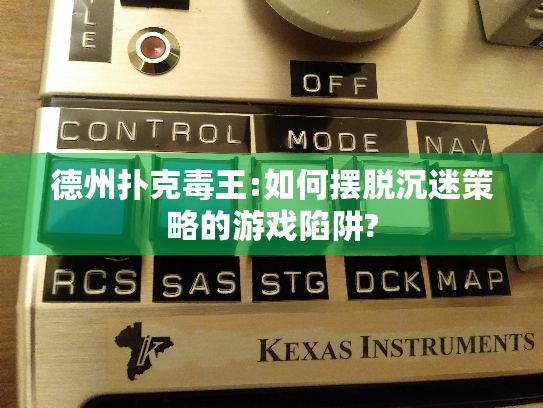 YLE
OFF
CONTROL MODE NAV
德州扑克毒王:如何摆脱沉迷策
略的游戏陷阱?
RCS SAS STG DCK MAP
K KEXAS INSTRUMENTS